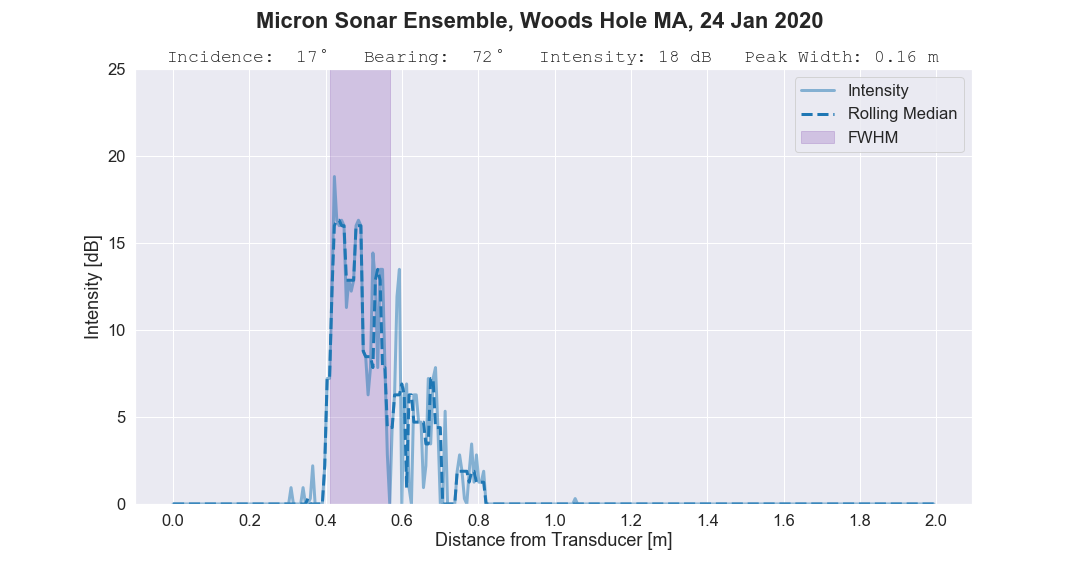 Micron Sonar Ensemble, Woods Hole MA, 24 Jan 2020
Incidence: 17° Bearing: 72° Intensity: 18 dB Peak Width: 0.16 m
25
20
15
10
5
0
Intensity [dB]
Intensity
Rolling Median
FWHM
0.0 0.2 0.4 0.6 0.8 1.0 1.2 1.4 1.6 1.8 2.0
Distance from Transducer [m]